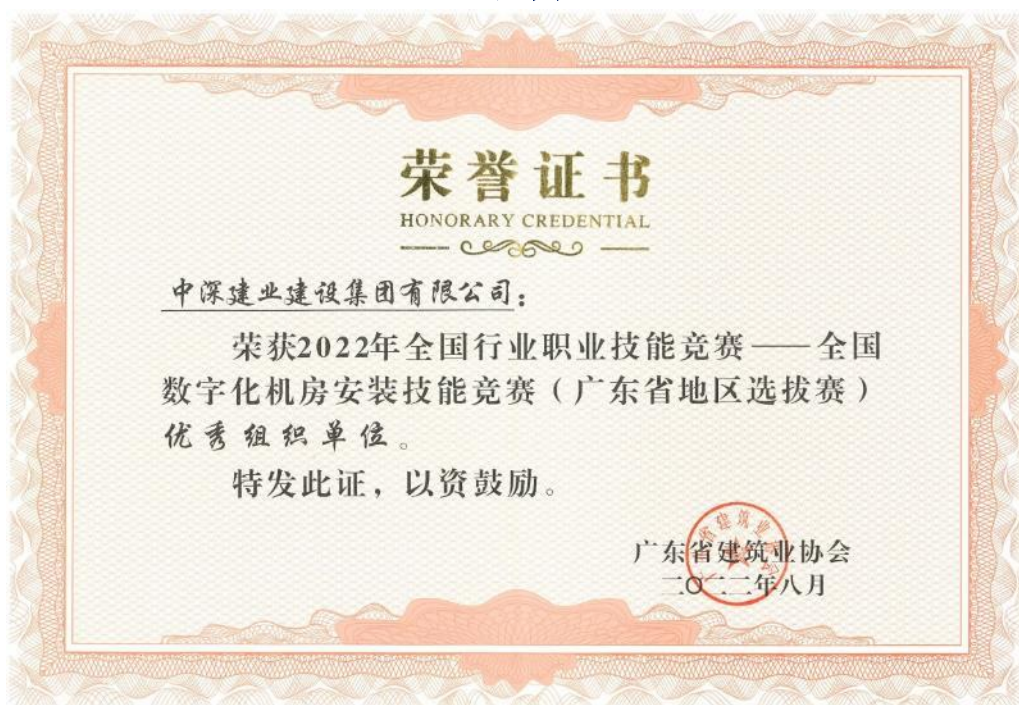 荣誉证书
HONORARY CREDENTIAL
中深建业建设集团有限公司：
荣获2022年全国行业职业技能竞赛——全国
数字化机房安装技能竞赛（广东省地区选拔赛）
优秀组织单位。
特发此证，以资鼓励。
广东省建筑业协会
二〇二二年八月